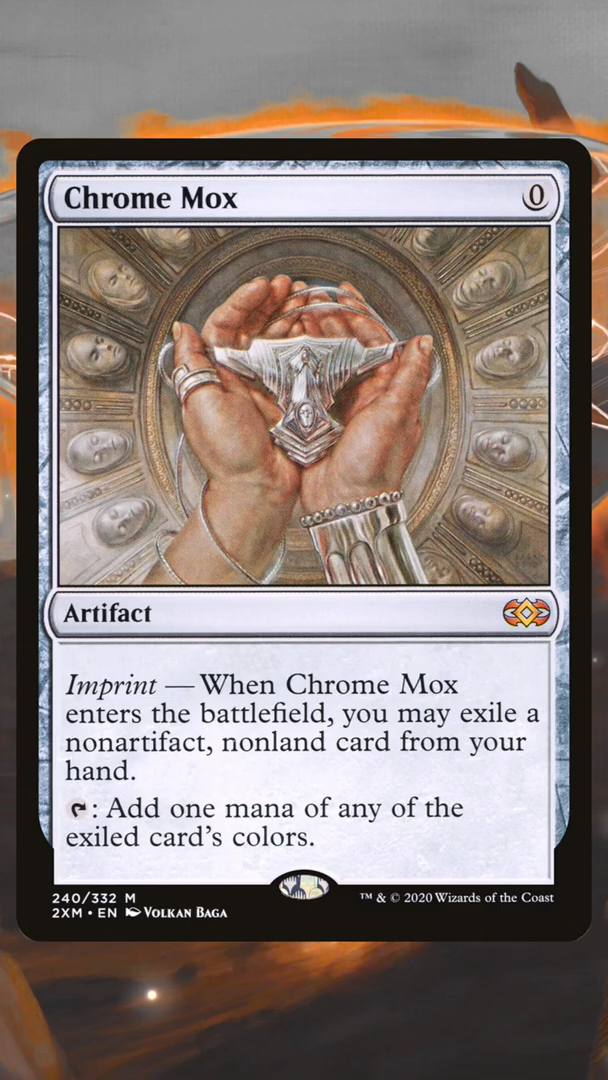 Chrome Mox 0
Artifact
Imprint — When Chrome Mox
enters the battlefield, you may exile a
nonartifact, nonland card from your
hand.
: Add one mana of any of the
exiled card's colors.
240/332 M
2XM • EN VOLKAN BAGA
™ & © 2020 Wizards of the Coast